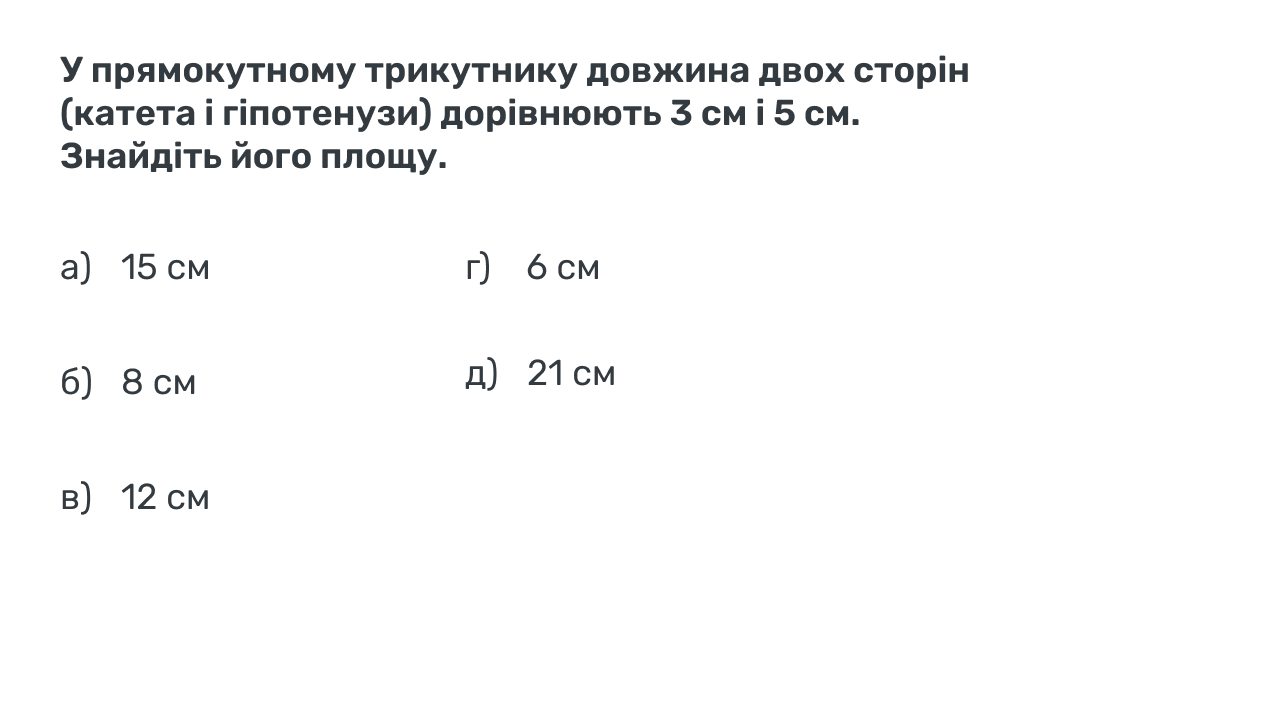 У прямокутному трикутнику довжина двох сторін
(катета і гіпотенузи) дорівнюють 3 см і 5 см.
Знайдіть його площу.
а) 15 см
б) 8 см
в) 12 см
г) 6 см
д) 21 см